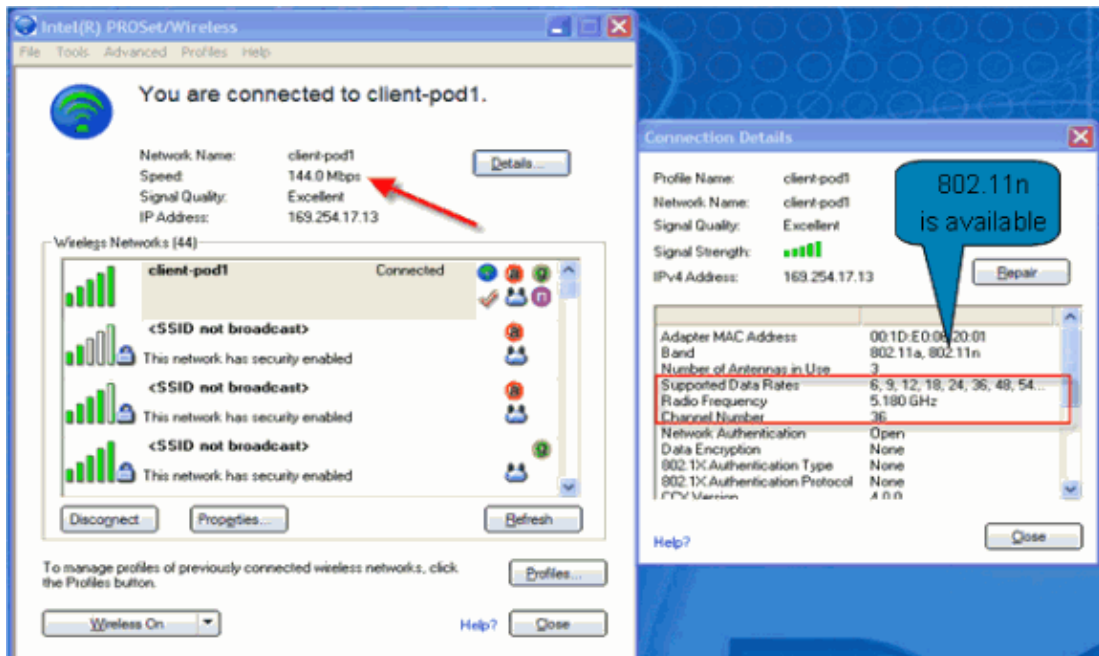 Intel(R) PROSet/Wireless
File Tools Advanced Profiles Help
You are connected to client-pod1.
Network Name: client-pod1
Speed: 144.0 Mbps
Signal Quality: Excellent
IP Address: 169.254.17.13
Details...
Wireless Networks (44)
client-pod1 Connected
a g
n
<SSID not broadcast>
a
This network has security enabled
<SSID not broadcast>
a
This network has security enabled
<SSID not broadcast>
g
This network has security enabled
Disconnect Properties... Refresh
To manage profiles of previously connected wireless networks, click
the Profiles button.
Profiles...
Wireless On Help? Close
Connection Details
Profile Name: client-pod1
Network Name: client-pod1
Signal Quality: Excellent
Signal Strength:
IPv4 Address: 169.254.17.13
802.11n
is available
Repair
Adapter MAC Address 00:1D:E0:06:20:01
Band 802.11a, 802.11n
Number of Antennas in Use 3
Supported Data Rates 6, 9, 12, 18, 24, 36, 48, 54...
Radio Frequency 5.180 GHz
Channel Number 36
Network Authentication Open
Data Encryption None
802.1X Authentication Type None
802.1X Authentication Protocol None
CCX Version 4.0.0
Help? Close